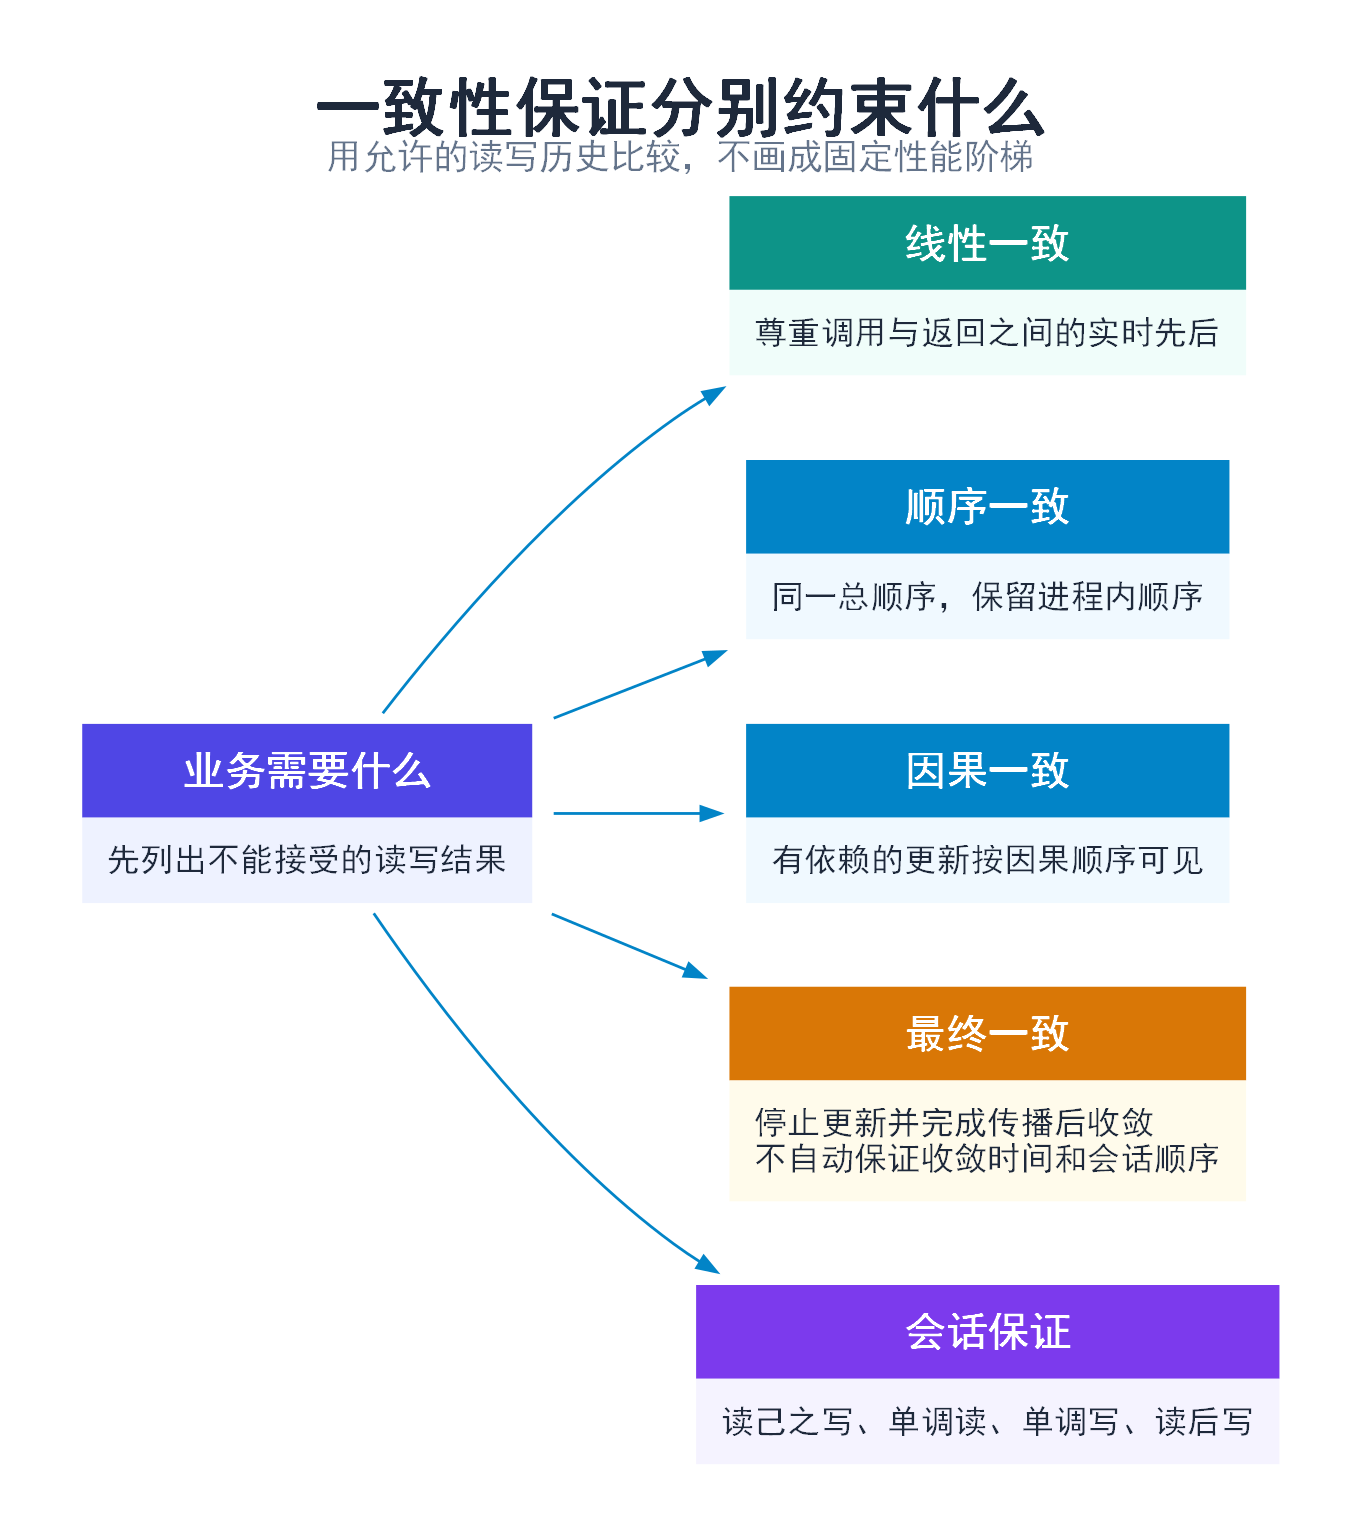 一致性保证分别约束什么
用允许的读写历史比较，不画成固定性能阶梯
线性一致
尊重调用与返回之间的实时先后
顺序一致
同一总顺序，保留进程内顺序
业务需要什么
先列出不能接受的读写结果
因果一致
有依赖的更新按因果顺序可见
最终一致
停止更新并完成传播后收敛
不自动保证收敛时间和会话顺序
会话保证
读己之写、单调读、单调写、读后写